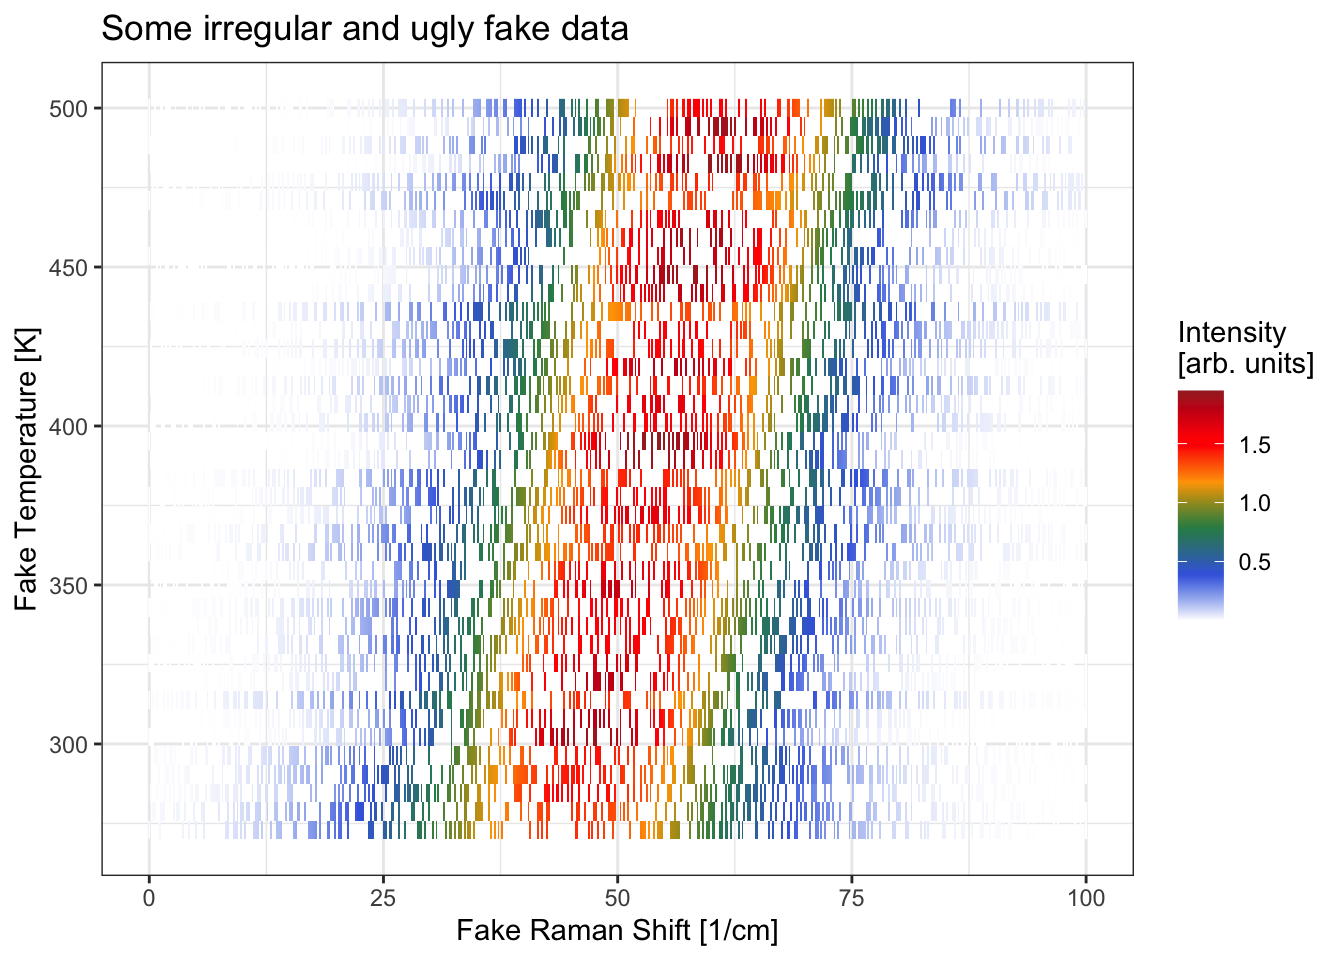 Some irregular and ugly fake data
500
450
400
350
300
Fake Temperature [K]
0 25 50 75 100
Fake Raman Shift [1/cm]
Intensity
[arb. units]
1.5
1.0
0.5